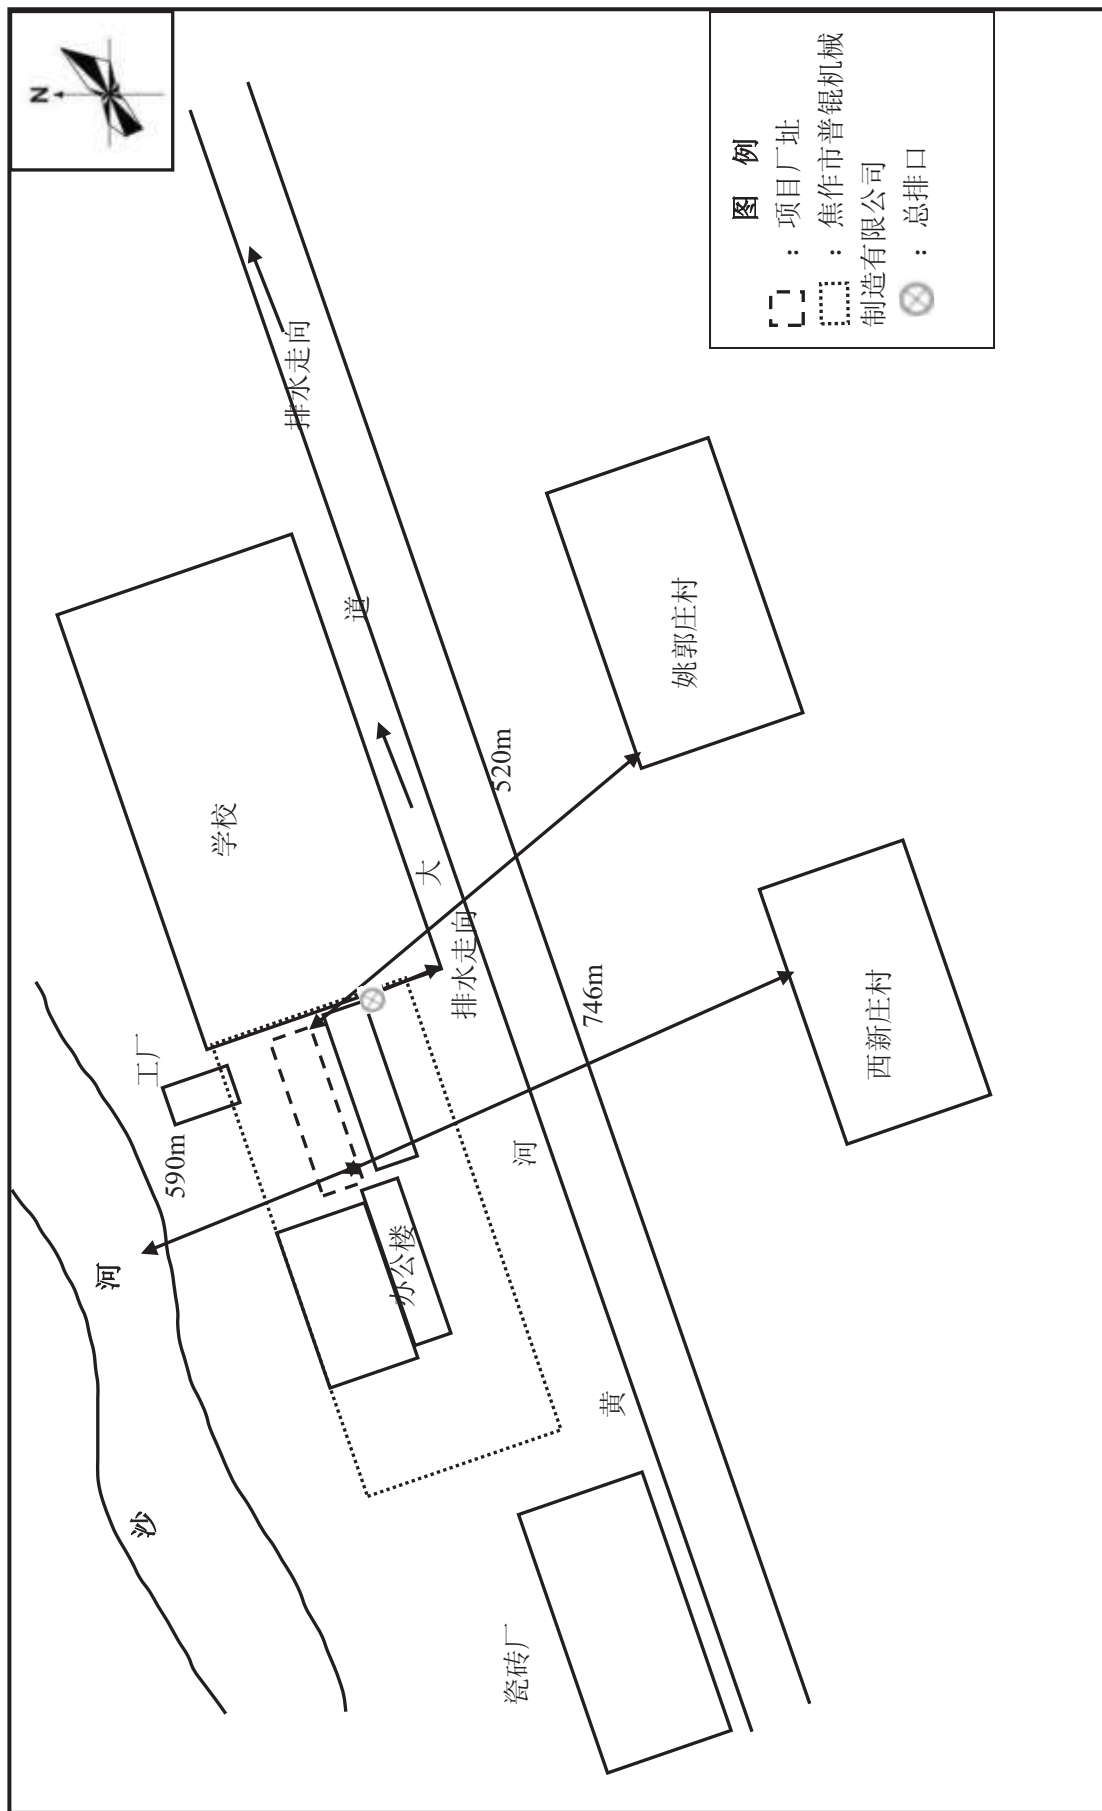 N
图 例
：项目厂址
：焦作市普锟机械
制造有限公司
：总排口
排水走向
道
学校
大
排水走向
520m
姚郭庄村
746m
西新庄村
工厂
590m
河
沙
办公楼
河
黄
瓷砖厂